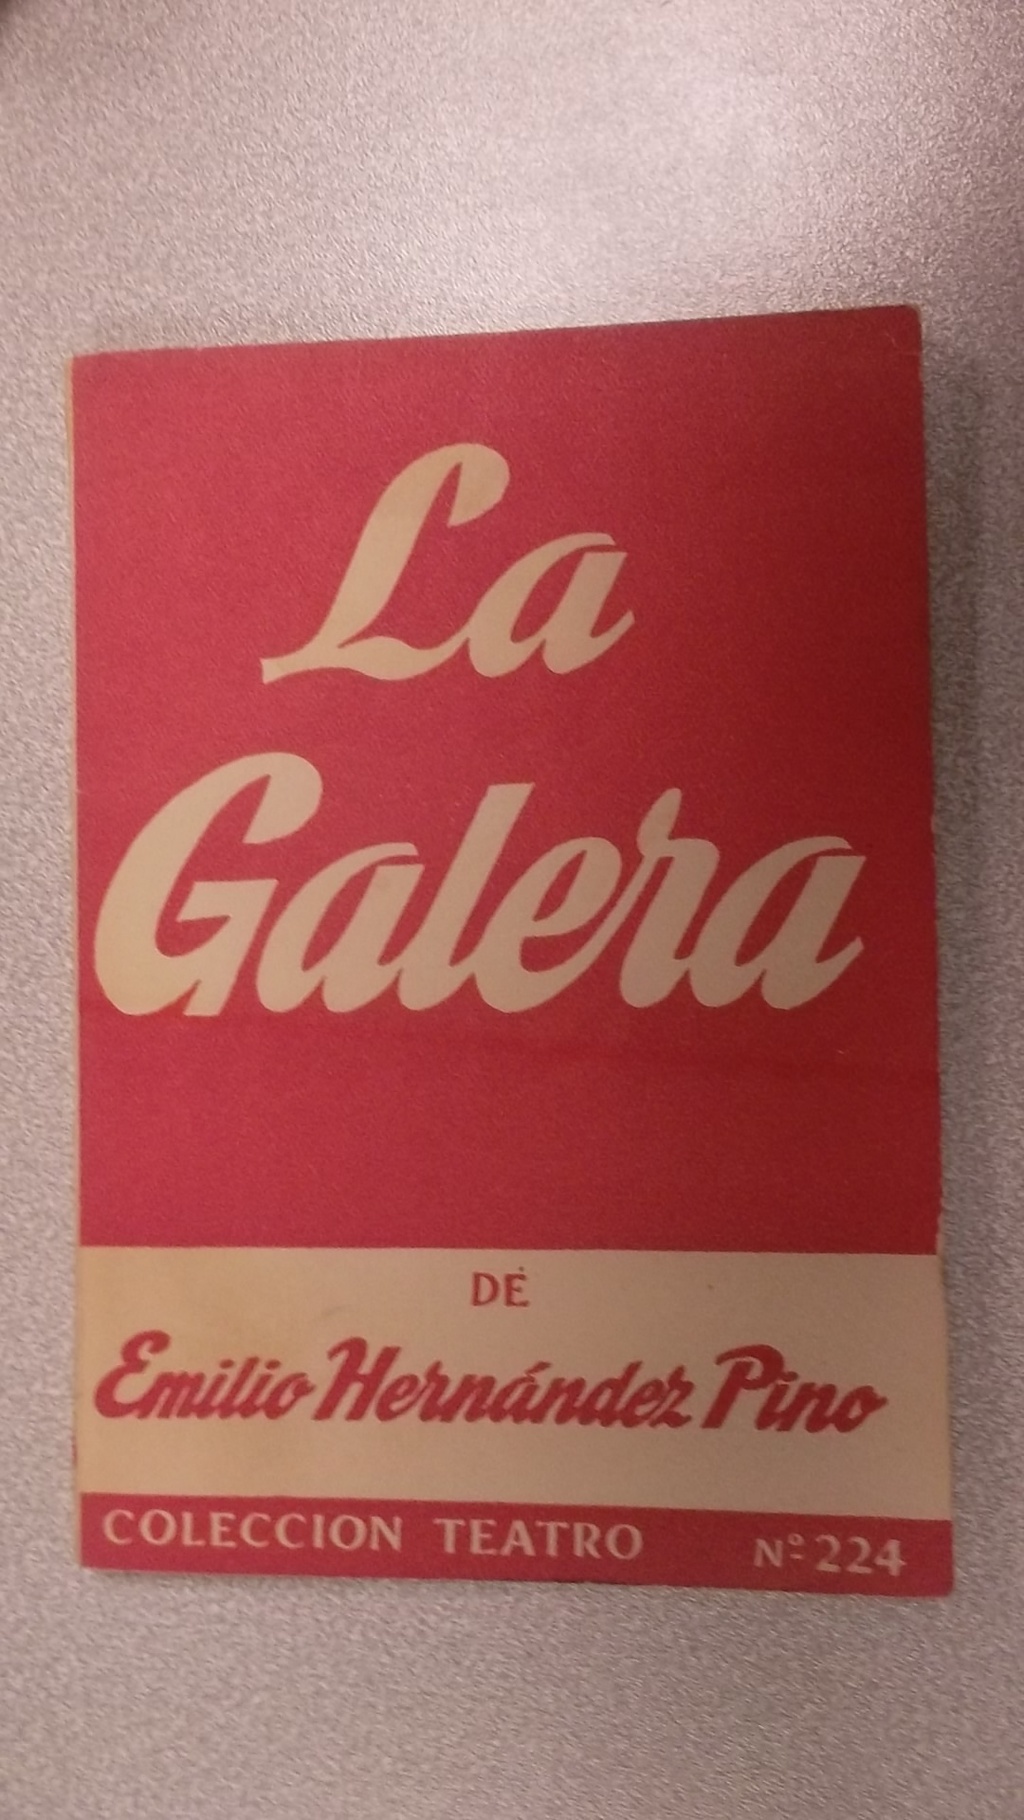 La
Galera
DE
Emilio Hernández Pino
COLECCION TEATRO Nº 224